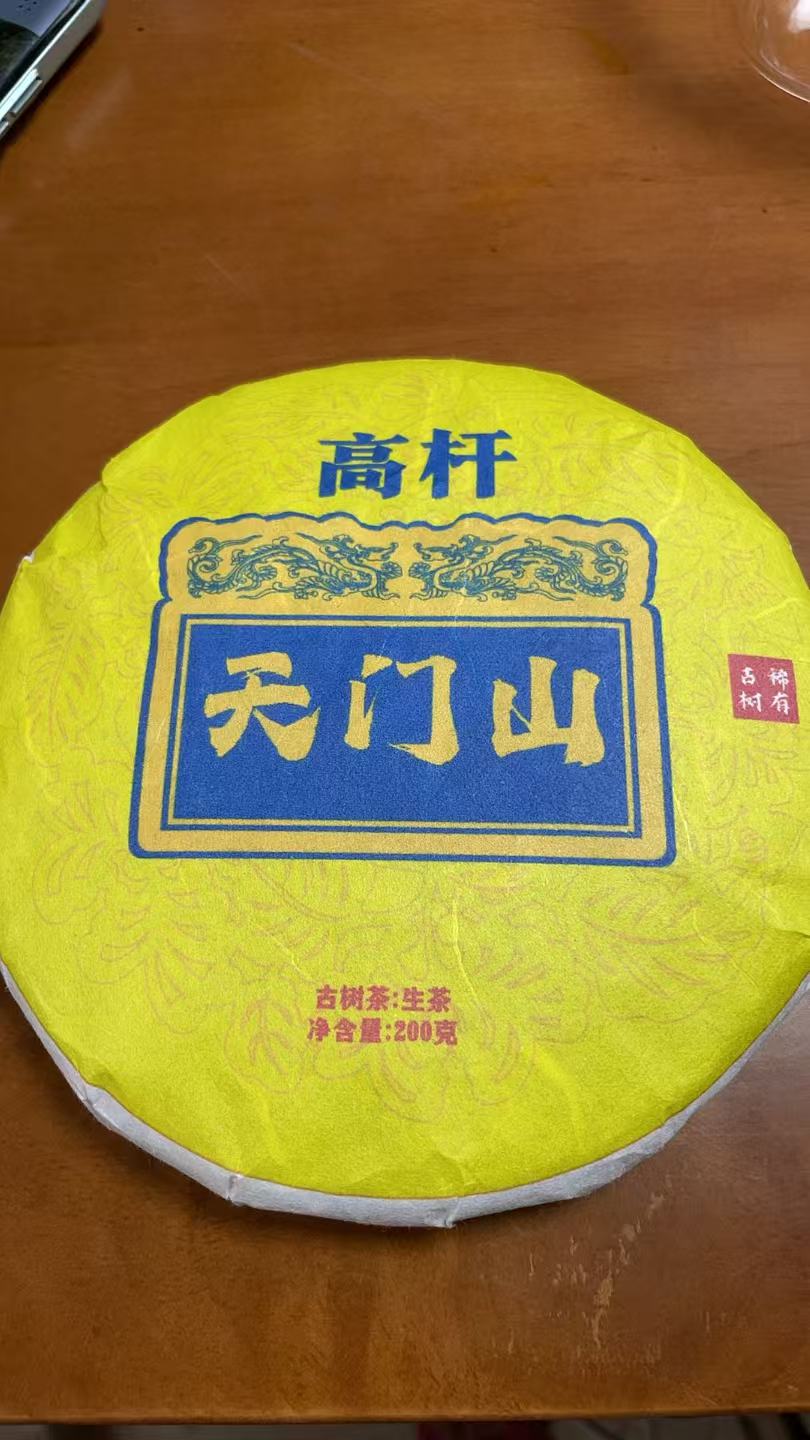 高杆
天门山
稀有
古树
古树茶:生茶
净含量:200克